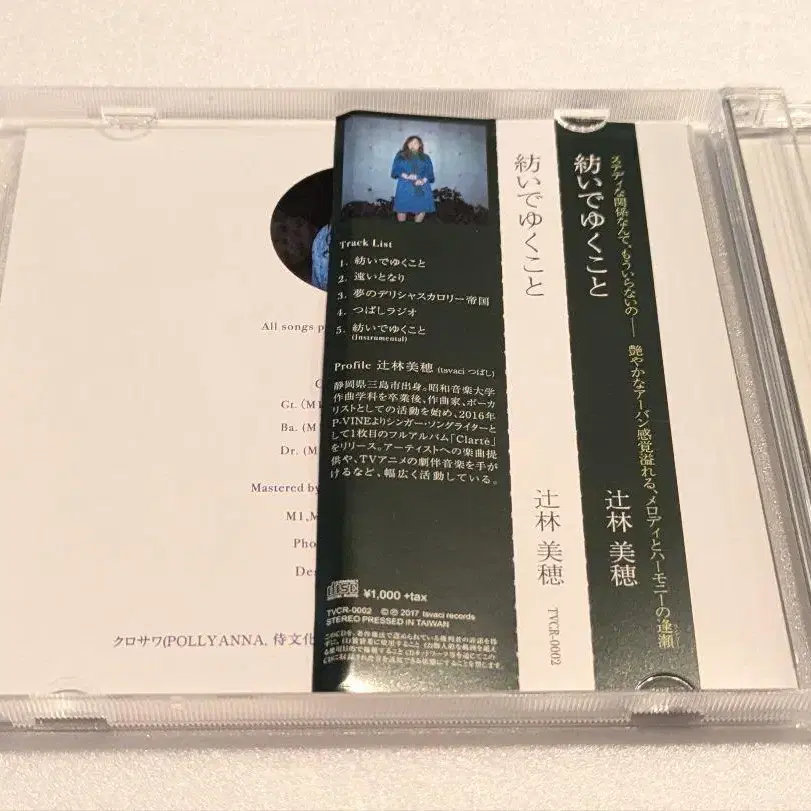 All songs p
Gt. (M1
Ba. (M
Dr. (M
Mastered by
M1,M
Pho
De
クロサワ(POLLYANNA, 侍文化
Track List
1. 紡いでゆくこと
2. 遠いとなり
3. 夢のデリシャスカロリー帝国
4. つばしラジオ
5. 紡いでゆくこと
(Instrumental)
Profile 辻林美穂 (tavaci つばし)
静岡県三島市出身。昭和音楽大学
作曲学科を卒業後、作曲家、ボーカ
リストとしての活動を始め、2016年
P-VINEよりシンガー・ソングライターと
して1枚目のフルアルバム「Clarté」
をリリース。アーティストへの楽曲提
供や、TVアニメの劇伴音楽を手が
けるなど、幅広く活動している。
¥1,000 +tax
TVCR-0002 ©℗ 2017 tavaci records
STEREO PRESSED IN TAIWAN
紡いでゆくこと
辻林 美穂
TVCR-0002
紡いでゆくこと
辻林 美穂
ステディな関係なんて、もういらないの── 艶やかなアーバン感覚溢れる、メロディとハーモニーの逢瀬